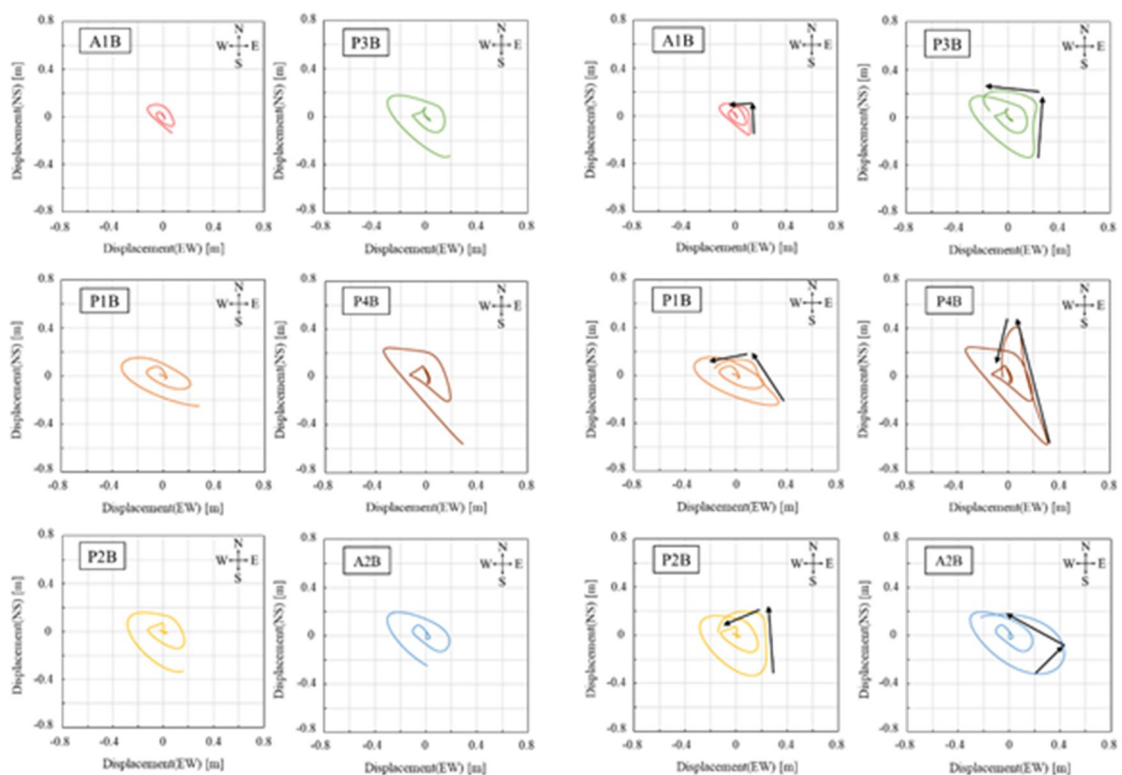 A1B
N
W E
S
0.8
0.4
0
-0.4
-0.8
Displacement(NS) [m]
-0.8 -0.4 0 0.4 0.8
Displacement(EW) [m]
P3B
N
W E
S
0.8
0.4
0
-0.4
-0.8
Displacement(NS) [m]
-0.8 -0.4 0 0.4 0.8
Displacement(EW) [m]
A1B
N
W E
S
0.8
0.4
0
-0.4
-0.8
Displacement(NS) [m]
-0.8 -0.4 0 0.4 0.8
Displacement(EW) [m]
P3B
N
W E
S
0.8
0.4
0
-0.4
-0.8
Displacement(NS) [m]
-0.8 -0.4 0 0.4 0.8
Displacement(EW) [m]
P1B
N
W E
S
0.8
0.4
0
-0.4
-0.8
Displacement(NS) [m]
-0.8 -0.4 0 0.4 0.8
Displacement(EW) [m]
P4B
N
W E
S
0.8
0.4
0
-0.4
-0.8
Displacement(NS) [m]
-0.8 -0.4 0 0.4 0.8
Displacement(EW) [m]
P1B
N
W E
S
0.8
0.4
0
-0.4
-0.8
Displacement(NS) [m]
-0.8 -0.4 0 0.4 0.8
Displacement(EW) [m]
P4B
N
W E
S
0.8
0.4
0
-0.4
-0.8
Displacement(NS) [m]
-0.8 -0.4 0 0.4 0.8
Displacement(EW) [m]
P2B
N
W E
S
0.8
0.4
0
-0.4
-0.8
Displacement(NS) [m]
-0.8 -0.4 0 0.4 0.8
Displacement(EW) [m]
A2B
N
W E
S
0.8
0.4
0
-0.4
-0.8
Displacement(NS) [m]
-0.8 -0.4 0 0.4 0.8
Displacement(EW) [m]
P2B
N
W E
S
0.8
0.4
0
-0.4
-0.8
Displacement(NS) [m]
-0.8 -0.4 0 0.4 0.8
Displacement(EW) [m]
A2B
N
W E
S
0.8
0.4
0
-0.4
-0.8
Displacement(NS) [m]
-0.8 -0.4 0 0.4 0.8
Displacement(EW) [m]